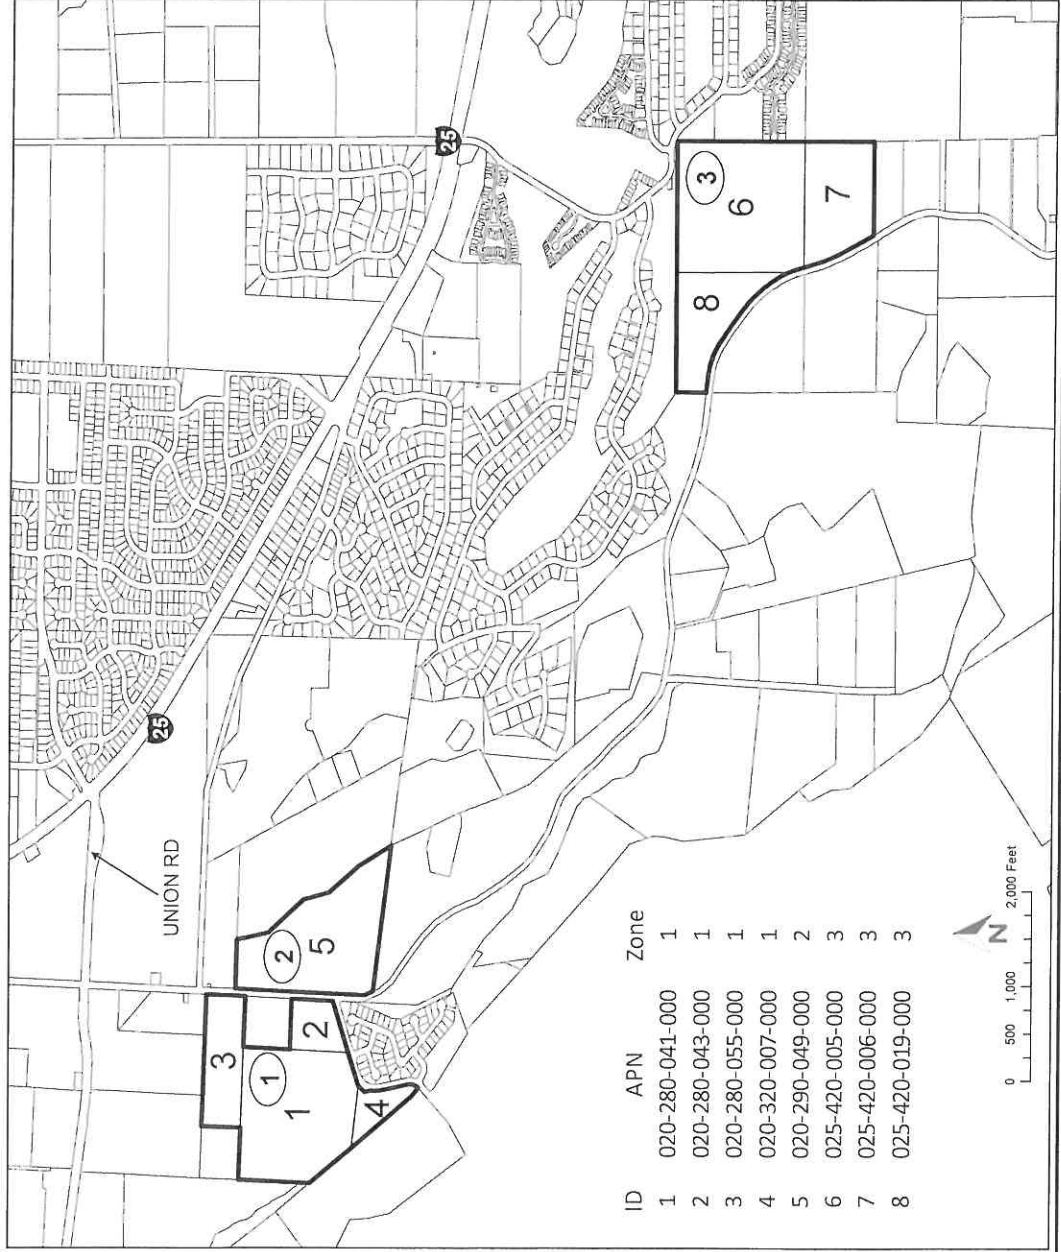 25
25
UNION RD
3
1
1
2
4
2
5
3
6
7
8
ID APN Zone
1 020-280-041-000 1
2 020-280-043-000 1
3 020-280-055-000 1
4 020-320-007-000 1
5 020-290-049-000 2
6 025-420-005-000 3
7 025-420-006-000 3
8 025-420-019-000 3
N
0 500 1,000 2,000 Feet